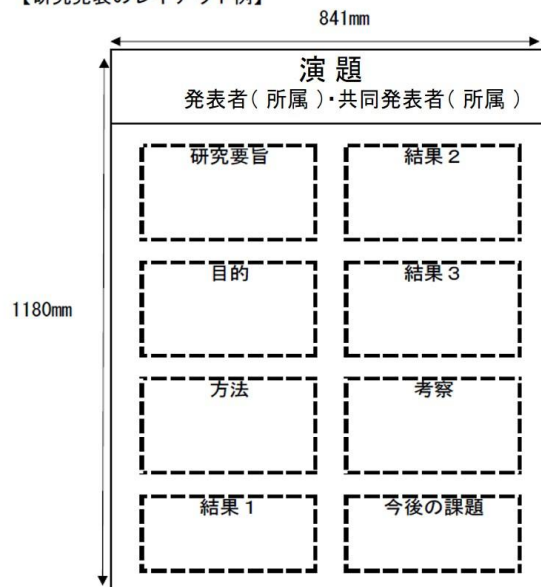 【研究発表のレイアウト例】
841mm
演題
発表者(所属)・共同発表者(所属)
1180mm
研究要旨
目的
方法
結果1
結果2
結果3
考察
今後の課題